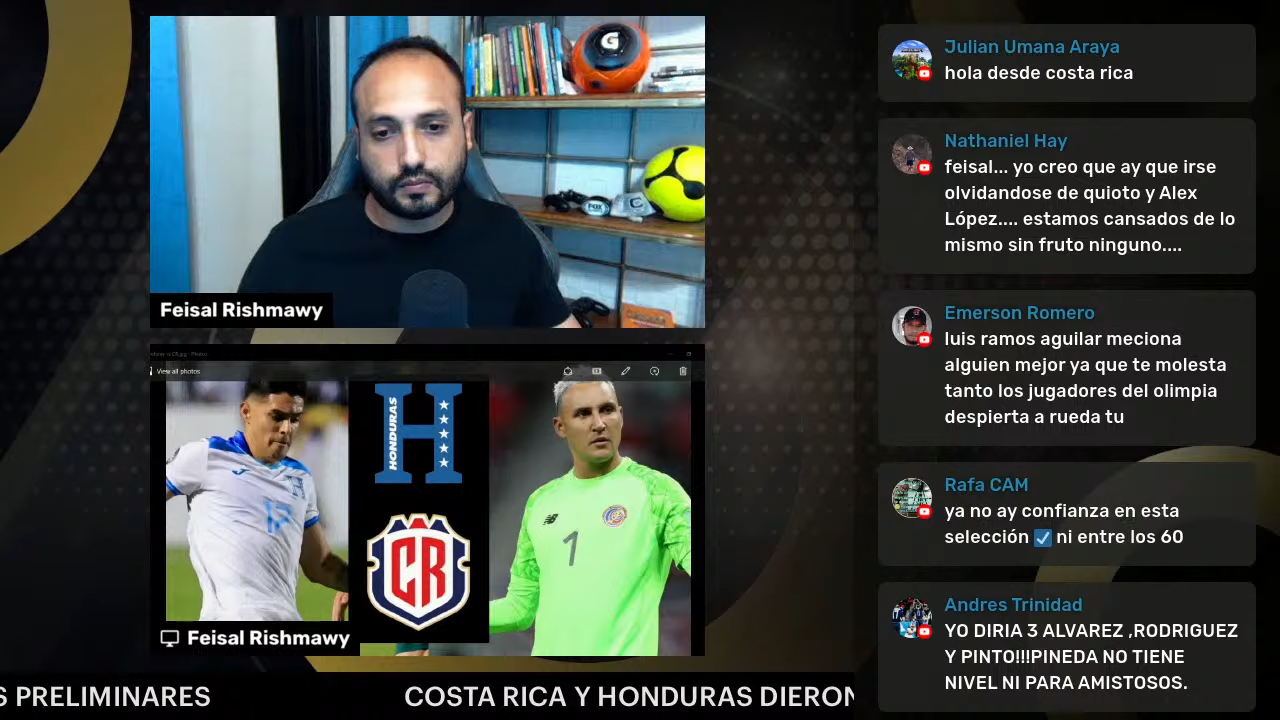 G
FOX
C
Feisal Rishmawy
View all photos
HONDURAS
H
17
CR
1
Feisal Rishmawy
S PRELIMINARES
COSTA RICA Y HONDURAS DIERON
Julian Umana Araya
hola desde costa rica
Nathaniel Hay
feisal... yo creo que ay que irse
olvidandose de quioto y Alex
López.... estamos cansados de lo
mismo sin fruto ninguno....
Emerson Romero
luis ramos aguilar meciona
alguien mejor ya que te molesta
tanto los jugadores del olimpia
despierta a rueda tu
Rafa CAM
ya no ay confianza en esta
selección ☑ ni entre los 60
Andres Trinidad
YO DIRIA 3 ALVAREZ ,RODRIGUEZ
Y PINTO!!!PINEDA NO TIENE
NIVEL NI PARA AMISTOSOS.